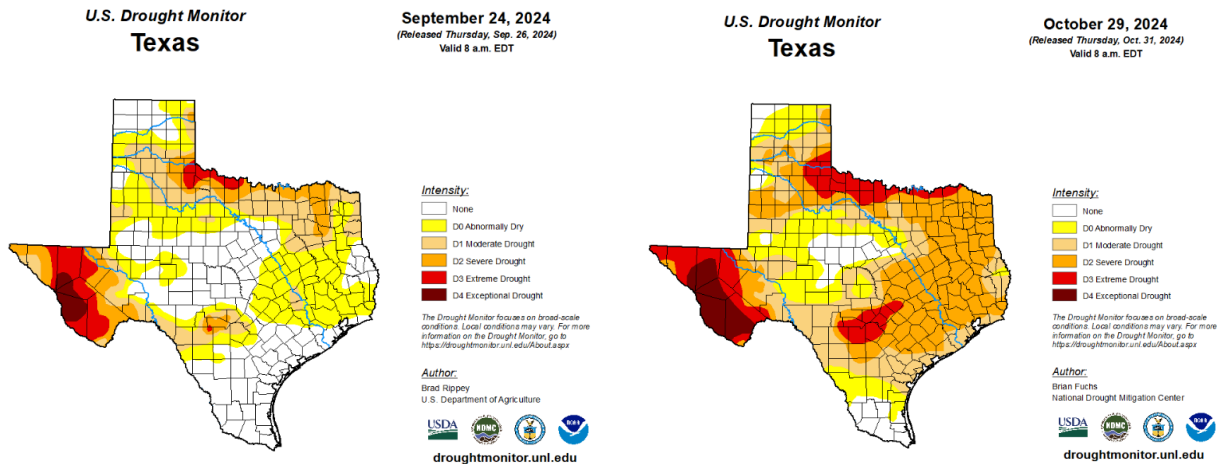 U.S. Drought Monitor
Texas
September 24, 2024
(Released Thursday, Sep. 26, 2024)
Valid 8 a.m. EDT
Intensity:
None
D0 Abnormally Dry
D1 Moderate Drought
D2 Severe Drought
D3 Extreme Drought
D4 Exceptional Drought
The Drought Monitor focuses on broad-scale
conditions. Local conditions may vary. For more
information on the Drought Monitor, go to
https://droughtmonitor.unl.edu/About.aspx
Author:
Brad Rippey
U.S. Department of Agriculture
USDA
NDMC
NOAA
droughtmonitor.unl.edu
U.S. Drought Monitor
Texas
October 29, 2024
(Released Thursday, Oct. 31, 2024)
Valid 8 a.m. EDT
Intensity:
None
D0 Abnormally Dry
D1 Moderate Drought
D2 Severe Drought
D3 Extreme Drought
D4 Exceptional Drought
The Drought Monitor focuses on broad-scale
conditions. Local conditions may vary. For more
information on the Drought Monitor, go to
https://droughtmonitor.unl.edu/About.aspx
Author:
Brian Fuchs
National Drought Mitigation Center
USDA
NDMC
NOAA
droughtmonitor.unl.edu